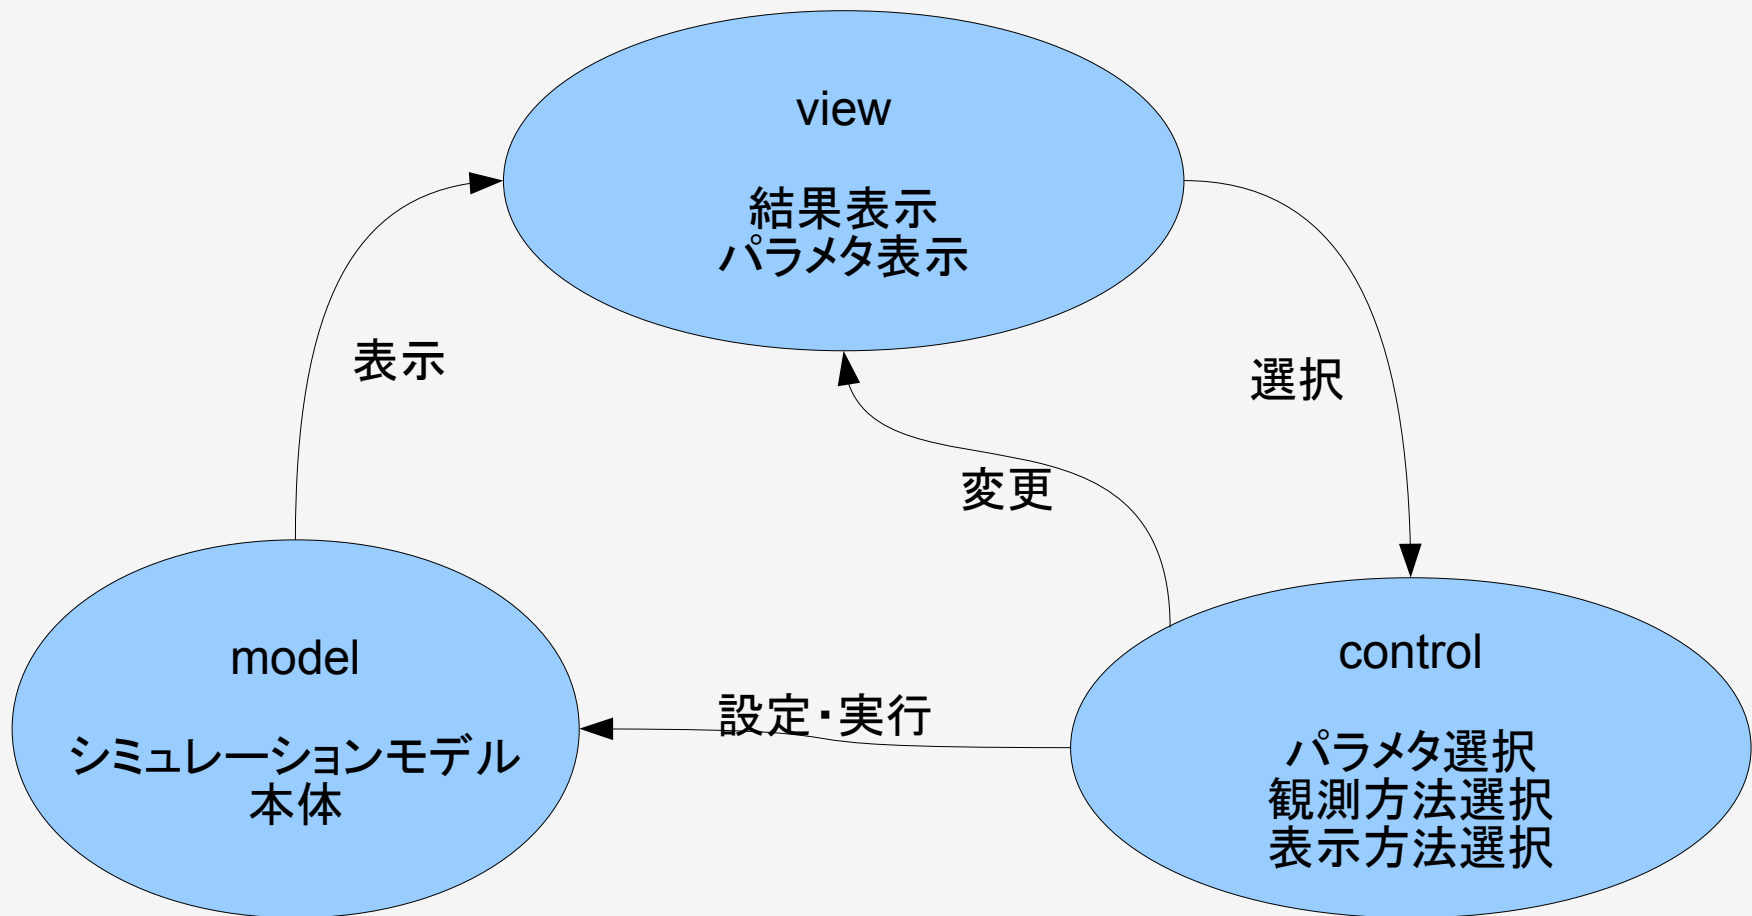 view
結果表示
パラメタ表示
表示
選択
変更
model
シミュレーションモデル
本体
設定・実行
control
パラメタ選択
観測方法選択
表示方法選択